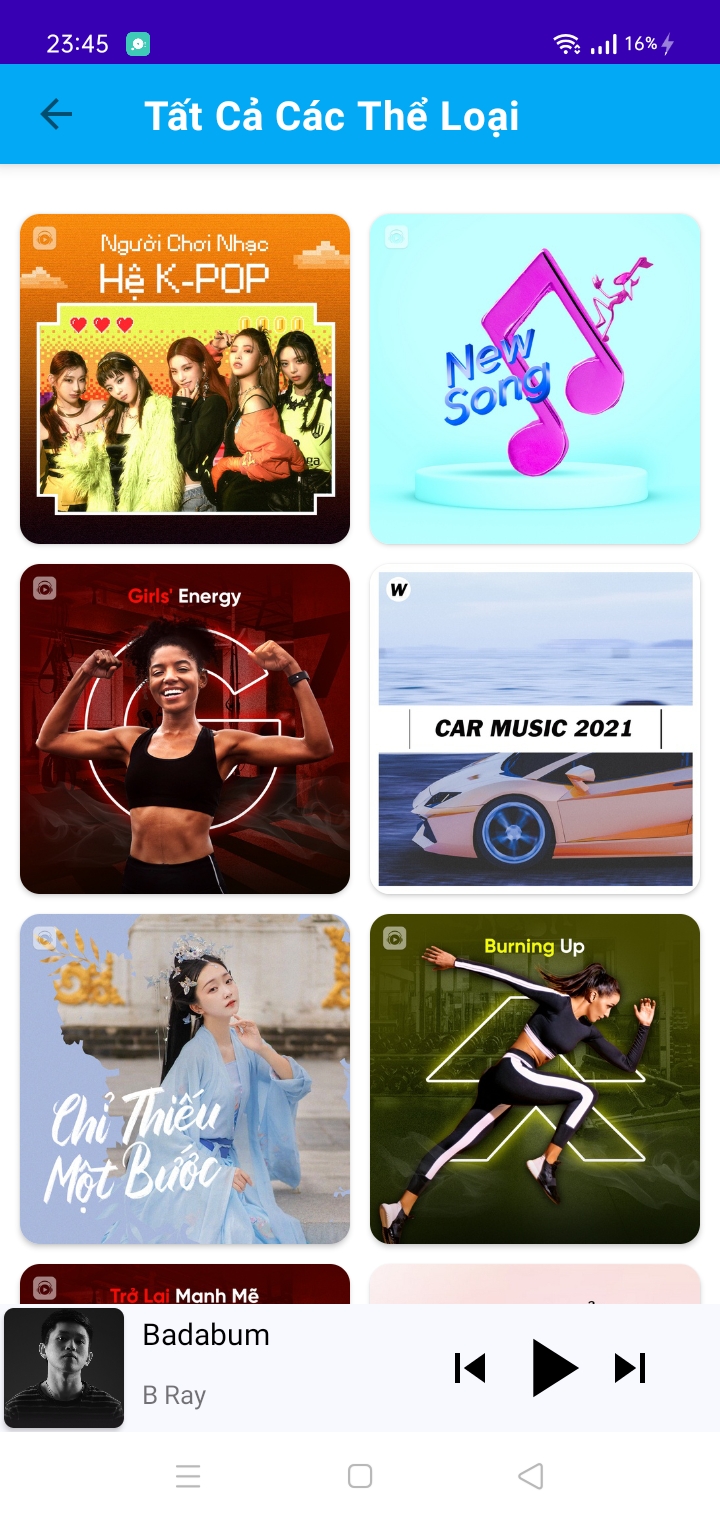 23:45
16%
Tất Cả Các Thể Loại
Người Chơi Nhạc
Hệ K-POP
New
Song
Girls' Energy
W
CAR MUSIC 2021
Chỉ Thiếu
Một Bước
Burning Up
Trở Lại Mạnh Mẽ
Badabum
B Ray